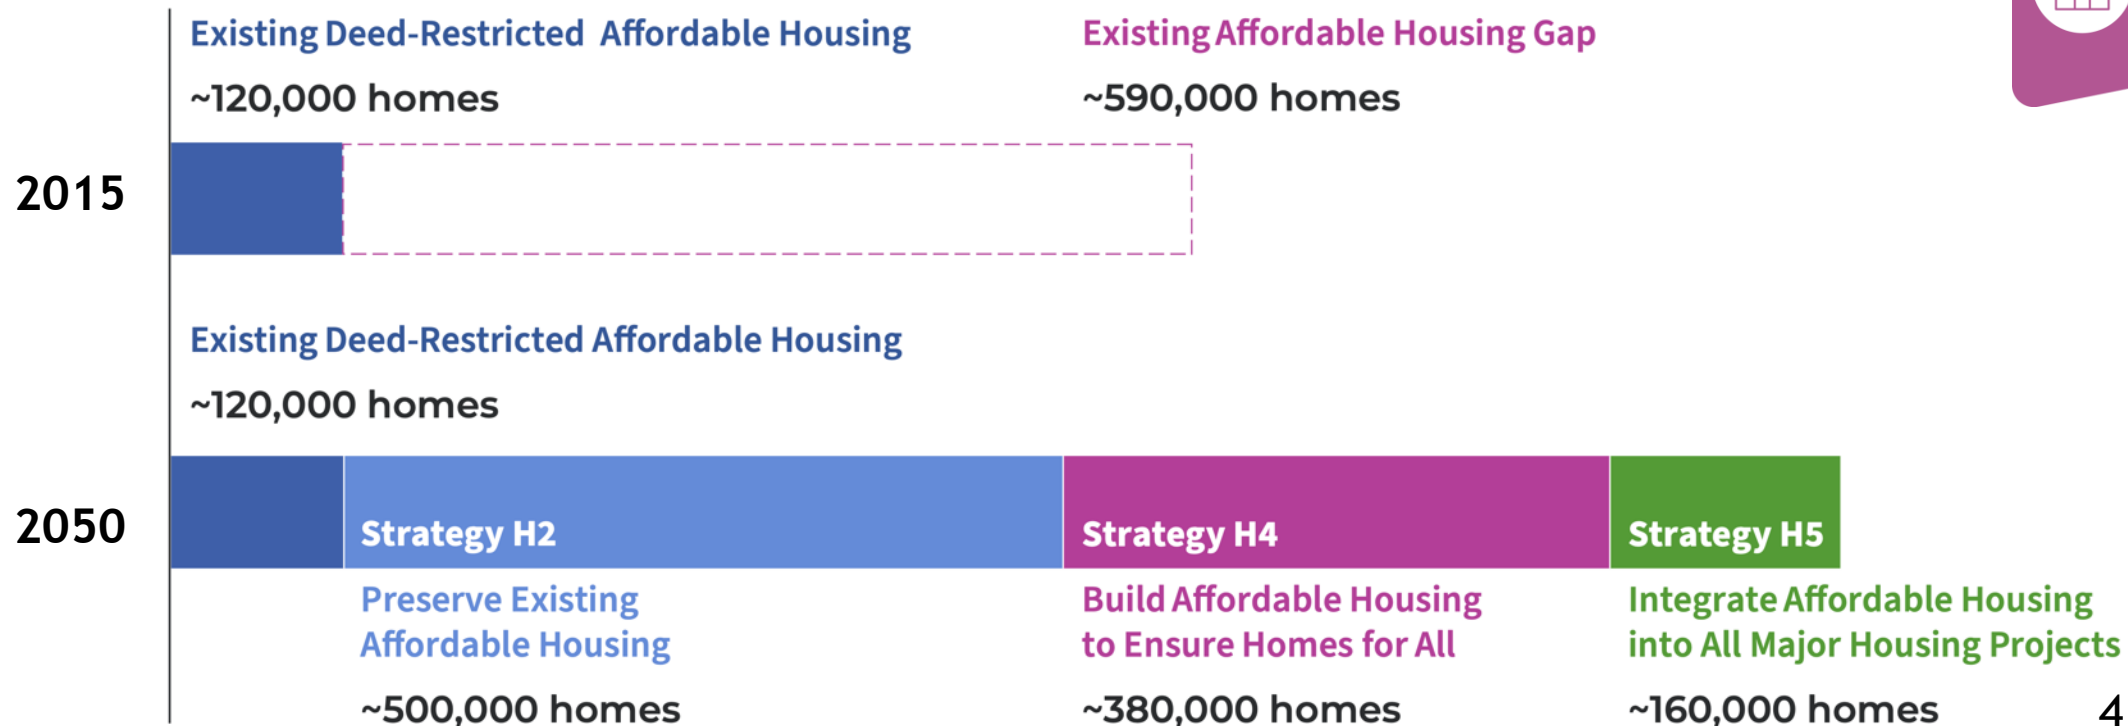 Existing Deed-Restricted Affordable Housing
~120,000 homes
Existing Affordable Housing Gap
~590,000 homes
2015
Existing Deed-Restricted Affordable Housing
~120,000 homes
2050
Strategy H2
Strategy H4
Strategy H5
Preserve Existing
Affordable Housing
~500,000 homes
Build Affordable Housing
to Ensure Homes for All
~380,000 homes
Integrate Affordable Housing
into All Major Housing Projects
~160,000 homes
4